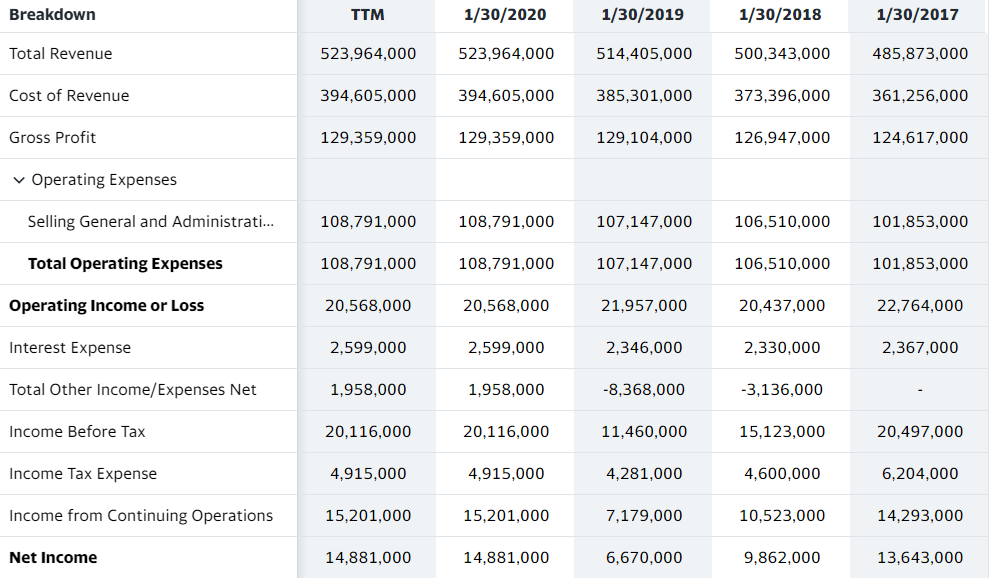 Breakdown TTM 1/30/2020 1/30/2019 1/30/2018 1/30/2017
Total Revenue 523,964,000 523,964,000 514,405,000 500,343,000 485,873,000
Cost of Revenue 394,605,000 394,605,000 385,301,000 373,396,000 361,256,000
Gross Profit 129,359,000 129,359,000 129,104,000 126,947,000 124,617,000
Operating Expenses
Selling General and Administrati... 108,791,000 108,791,000 107,147,000 106,510,000 101,853,000
Total Operating Expenses 108,791,000 108,791,000 107,147,000 106,510,000 101,853,000
Operating Income or Loss 20,568,000 20,568,000 21,957,000 20,437,000 22,764,000
Interest Expense 2,599,000 2,599,000 2,346,000 2,330,000 2,367,000
Total Other Income/Expenses Net 1,958,000 1,958,000 -8,368,000 -3,136,000 -
Income Before Tax 20,116,000 20,116,000 11,460,000 15,123,000 20,497,000
Income Tax Expense 4,915,000 4,915,000 4,281,000 4,600,000 6,204,000
Income from Continuing Operations 15,201,000 15,201,000 7,179,000 10,523,000 14,293,000
Net Income 14,881,000 14,881,000 6,670,000 9,862,000 13,643,000